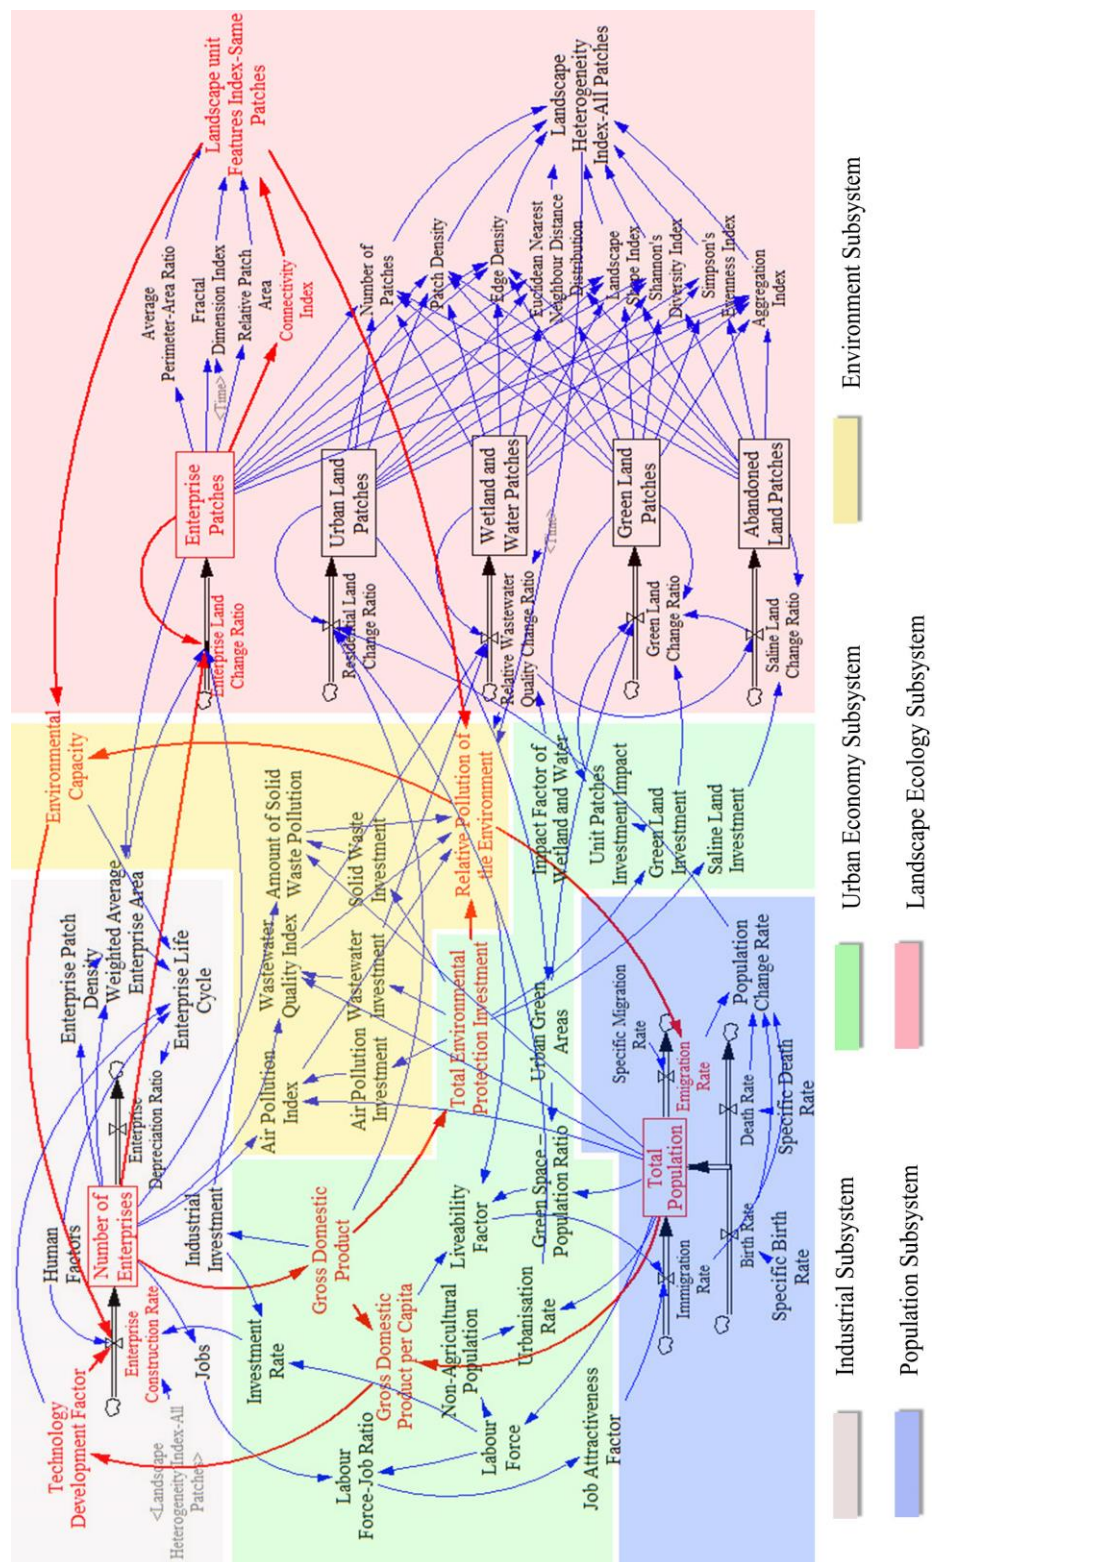 Technology
Development Factor
<Landscape
Heterogeneity Index-All
Patches>
Enterprise
Construction Rate
Human
Factors
Number of
Enterprises
Jobs
Industrial
Investment
Enterprise
Depreciation Ratio
Enterprise Patch
Density
Weighted Average
Enterprise Area
Enterprise Life
Cycle
Environmental
Capacity
Air Pollution
Index
Wastewater
Quality Index
Amount of Solid
Waste Pollution
Air Pollution
Investment
Wastewater
Investment
Solid Waste
Investment
Relative Pollution of
the Environment
Total Environmental
Protection Investment
Investment
Rate
Gross Domestic
Product
Gross Domestic
Product per Capita
Labour
Force-Job Ratio
Non-Agricultural
Population
Liveability
Factor
Labour
Force
Urbanisation
Rate
Green Space–
Population Ratio
Urban Green
Areas
Job Attractiveness
Factor
Impact Factor of
Wetland and Water
Unit Patches
Investment Impact
Green Land
Investment
Saline Land
Investment
Immigration
Rate
Total
Population
Specific Migration
Rate
Emigration
Rate
Birth Rate
Specific Birth
Rate
Death Rate
Specific Death
Rate
Population
Change Rate
Enterprise Land
Change Ratio
Enterprise
Patches
Residential Land
Change Ratio
Urban Land
Patches
Relative Wastewater
Quality Change Ratio
Wetland and
Water Patches
<Time>
Green Land
Change Ratio
Green Land
Patches
Saline Land
Change Ratio
Abandoned
Land Patches
Average
Perimeter-Area Ratio
Fractal
Dimension Index
<Time>
Relative Patch
Area
Connectivity
Index
Landscape unit
Features Index-Same
Patches
Number of
Patches
Patch Density
Edge Density
Euclidean Nearest
Neighbour Distance
Distribution
Landscape
Shape Index
Shannon's
Diversity Index
Simpson's
Evenness Index
Aggregation
Index
Landscape
Heterogeneity
Index-All Patches
Industrial Subsystem
Urban Economy Subsystem
Environment Subsystem
Population Subsystem
Landscape Ecology Subsystem